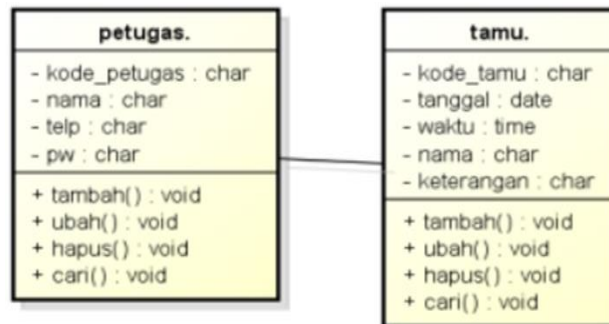 petugas.
- kode_petugas : char
- nama : char
- telp : char
- pw : char
+ tambah() : void
+ ubah() : void
+ hapus() : void
+ cari() : void
tamu.
- kode_tamu : char
- tanggal : date
- waktu : time
- nama : char
- keterangan : char
+ tambah() : void
+ ubah() : void
+ hapus() : void
+ cari() : void